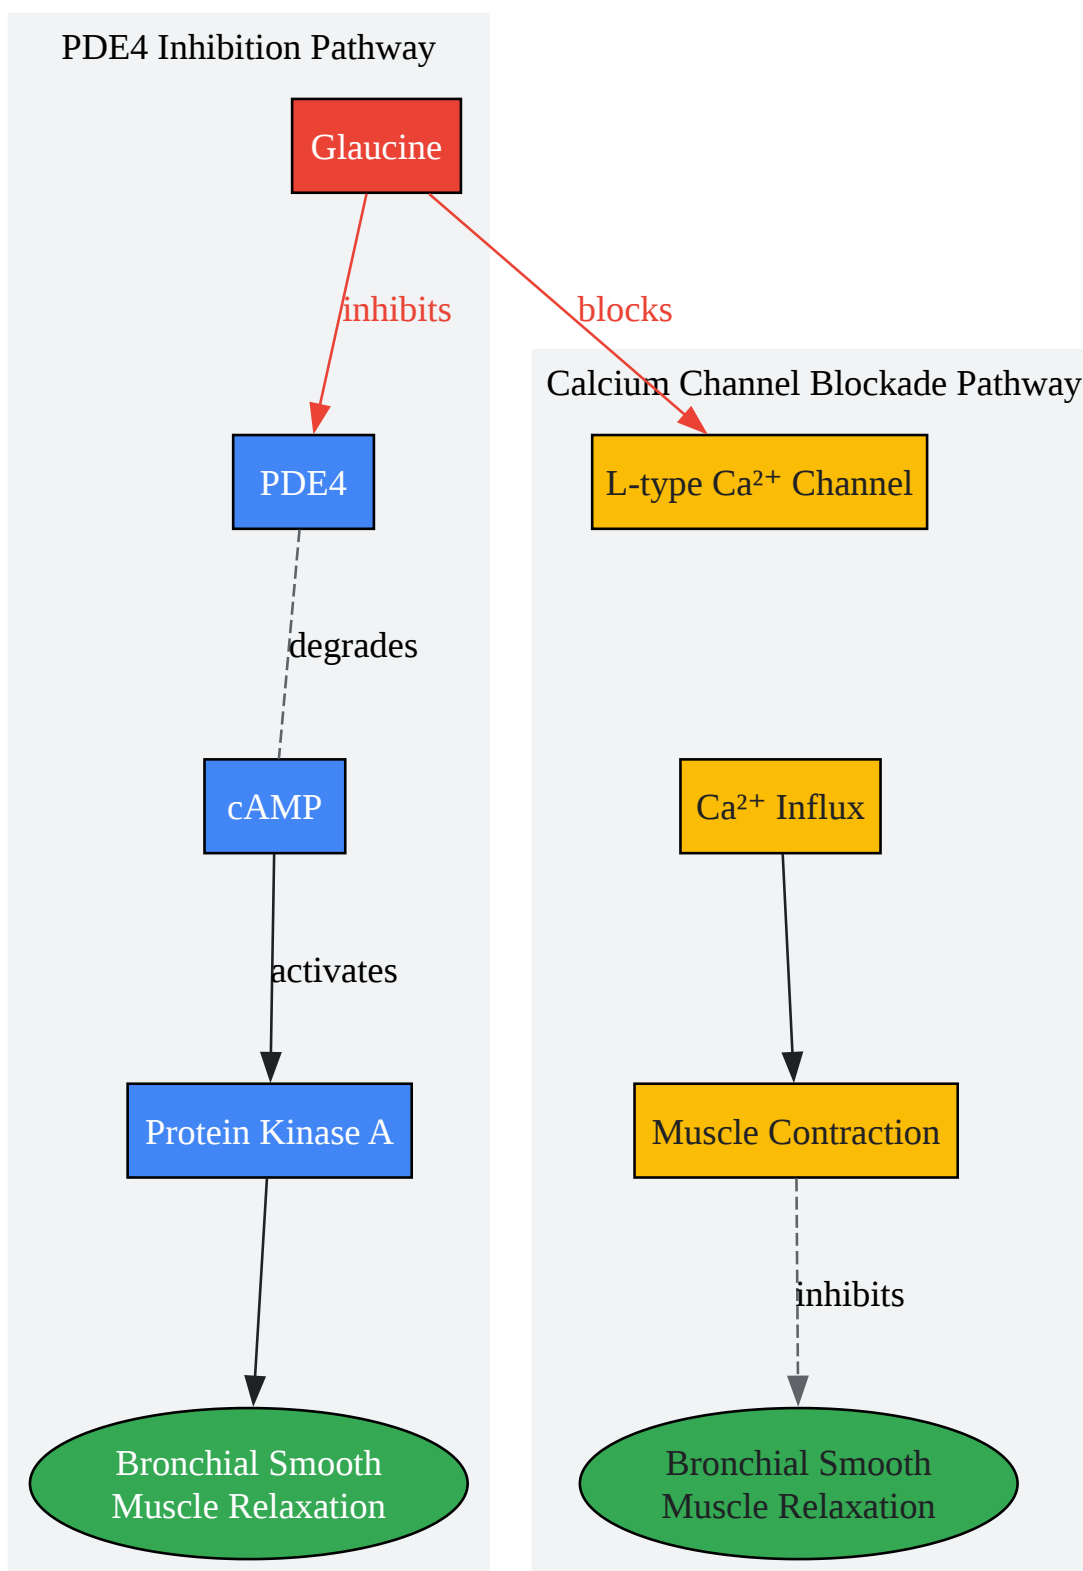 PDE4 Inhibition Pathway
Glaucine
inhibits
blocks
Calcium Channel Blockade Pathway
PDE4
L-type Ca²⁺ Channel
degrades
cAMP
Ca²⁺ Influx
activates
Protein Kinase A
Muscle Contraction
inhibits
Bronchial Smooth
Muscle Relaxation
Bronchial Smooth
Muscle Relaxation